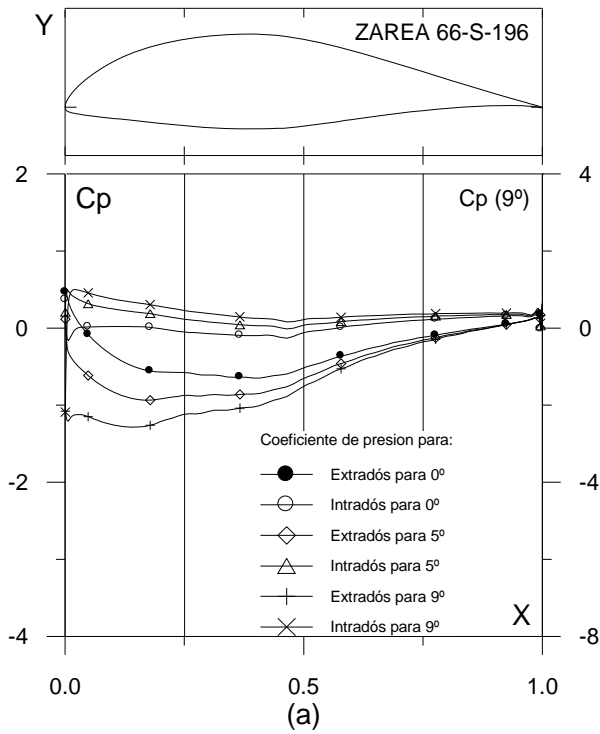 Y
ZAREA 66-S-196
2
4
Cp
Cp (9º)
0
0
Coeficiente de presion para:
Extradós para 0º
-2
-4
Intradós para 0º
Extradós para 5º
Intradós para 5º
Extradós para 9º
Intradós para 9º
X
-4
-8
0.0
0.5
1.0
(a)